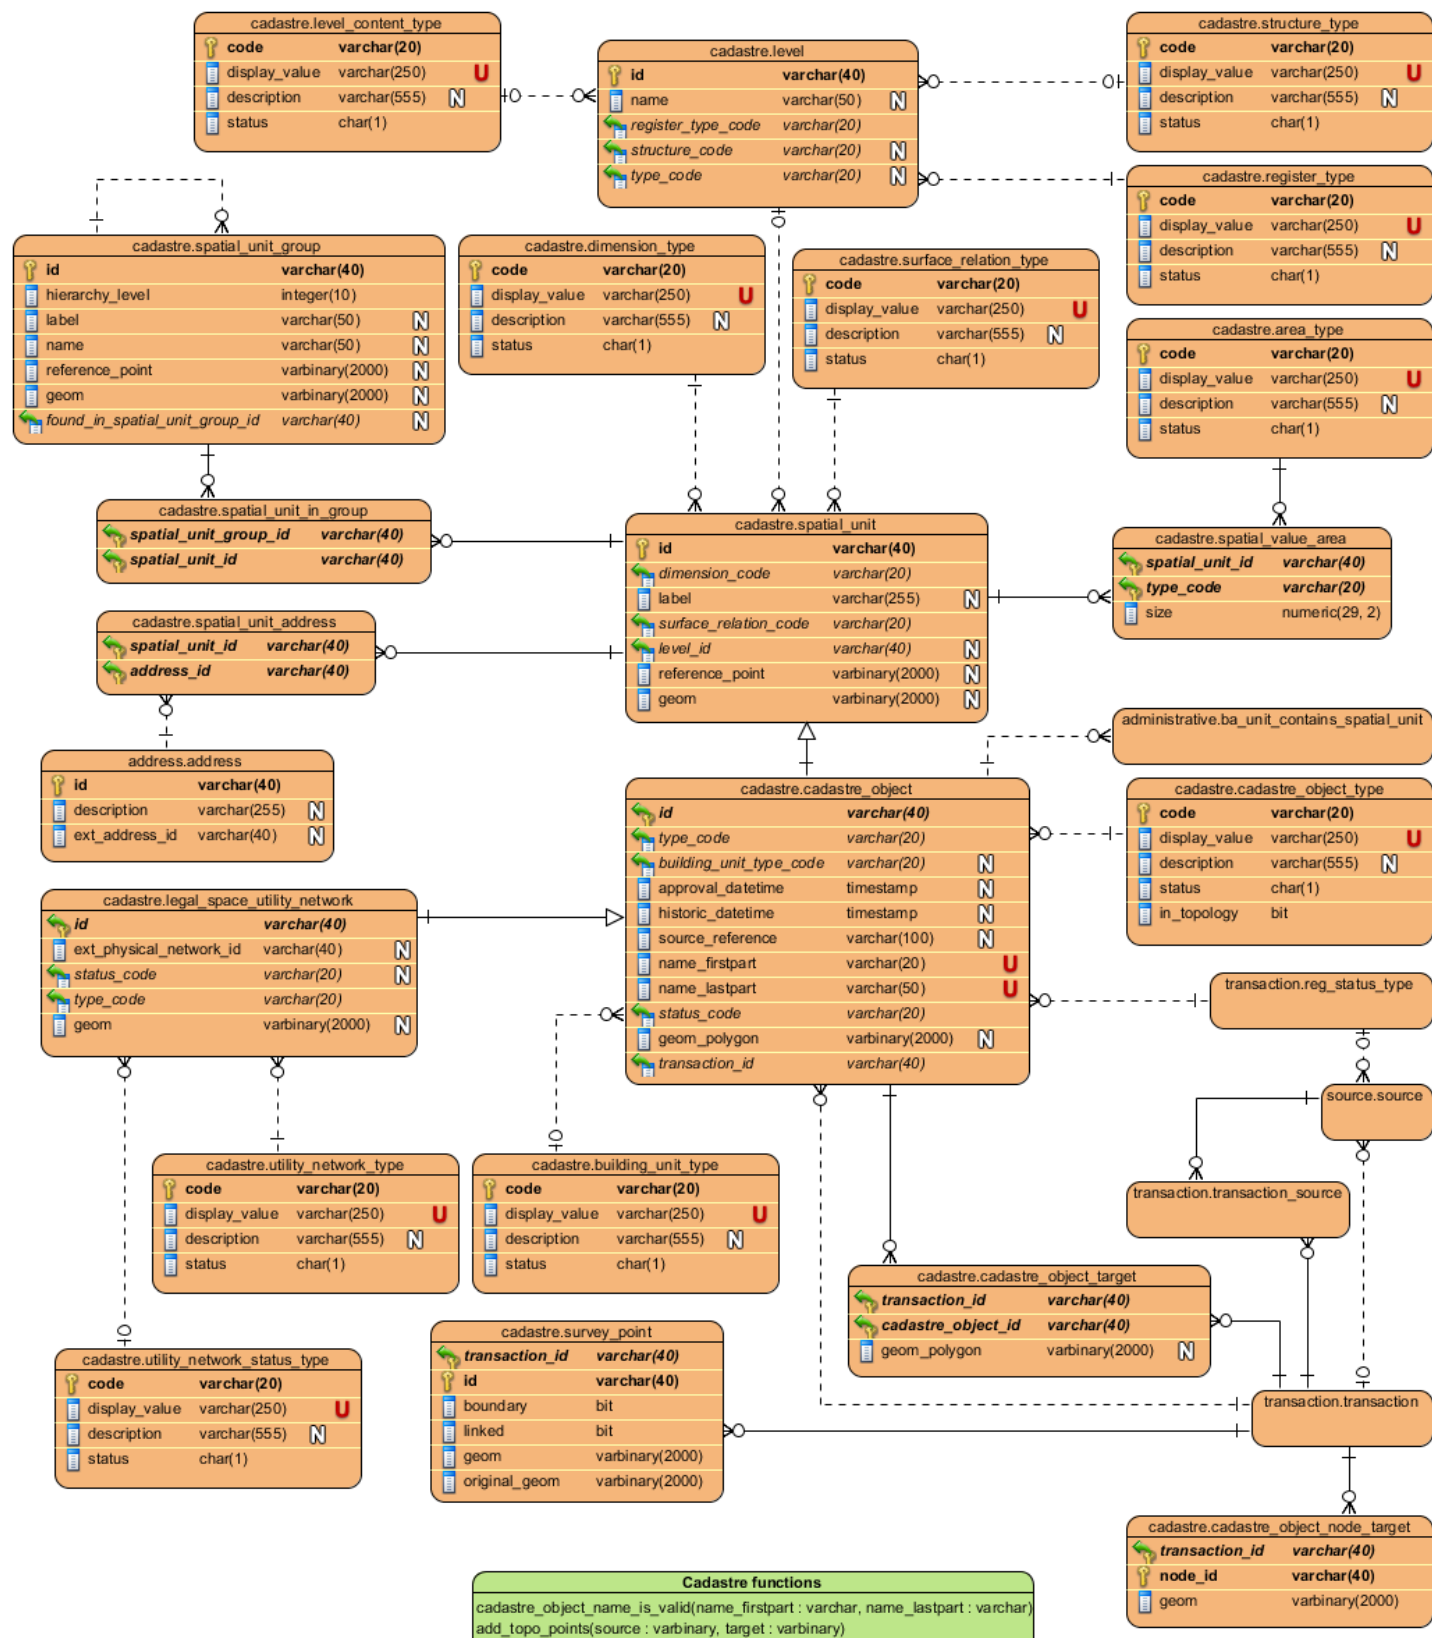 cadastre.level_content_type
code varchar(20)
display_value varchar(250) U
description varchar(555) N
status char(1)
cadastre.level
id varchar(40)
name varchar(50) N
register_type_code varchar(20)
structure_code varchar(20) N
type_code varchar(20) N
cadastre.structure_type
code varchar(20)
display_value varchar(250) U
description varchar(555) N
status char(1)
cadastre.register_type
code varchar(20)
display_value varchar(250) U
description varchar(555) N
status char(1)
cadastre.spatial_unit_group
id varchar(40)
hierarchy_level integer(10)
label varchar(50) N
name varchar(50) N
reference_point varbinary(2000) N
geom varbinary(2000) N
found_in_spatial_unit_group_id varchar(40) N
cadastre.dimension_type
code varchar(20)
display_value varchar(250) U
description varchar(555) N
status char(1)
cadastre.surface_relation_type
code varchar(20)
display_value varchar(250) U
description varchar(555) N
status char(1)
cadastre.area_type
code varchar(20)
display_value varchar(250) U
description varchar(555) N
status char(1)
cadastre.spatial_unit_in_group
spatial_unit_group_id varchar(40)
spatial_unit_id varchar(40)
cadastre.spatial_unit
id varchar(40)
dimension_code varchar(20)
label varchar(255) N
surface_relation_code varchar(20)
level_id varchar(40) N
reference_point varbinary(2000) N
geom varbinary(2000) N
cadastre.spatial_value_area
spatial_unit_id varchar(40)
type_code varchar(20)
size numeric(29, 2)
cadastre.spatial_unit_address
spatial_unit_id varchar(40)
address_id varchar(40)
administrative.ba_unit_contains_spatial_unit
address.address
id varchar(40)
description varchar(255) N
ext_address_id varchar(40) N
cadastre.cadastre_object
id varchar(40)
type_code varchar(20)
building_unit_type_code varchar(20) N
approval_datetime timestamp N
historic_datetime timestamp N
source_reference varchar(100) N
name_firstpart varchar(20) U
name_lastpart varchar(50) U
status_code varchar(20)
geom_polygon varbinary(2000) N
transaction_id varchar(40)
cadastre.cadastre_object_type
code varchar(20)
display_value varchar(250) U
description varchar(555) N
status char(1)
in_topology bit
cadastre.legal_space_utility_network
id varchar(40)
ext_physical_network_id varchar(40) N
status_code varchar(20) N
type_code varchar(20)
geom varbinary(2000) N
transaction.reg_status_type
source.source
transaction.transaction_source
cadastre.utility_network_type
code varchar(20)
display_value varchar(250) U
description varchar(555) N
status char(1)
cadastre.building_unit_type
code varchar(20)
display_value varchar(250) U
description varchar(555) N
status char(1)
cadastre.cadastre_object_target
transaction_id varchar(40)
cadastre_object_id varchar(40)
geom_polygon varbinary(2000) N
cadastre.survey_point
transaction_id varchar(40)
id varchar(40)
boundary bit
linked bit
geom varbinary(2000)
original_geom varbinary(2000)
cadastre.utility_network_status_type
code varchar(20)
display_value varchar(250) U
description varchar(555) N
status char(1)
transaction.transaction
cadastre.cadastre_object_node_target
transaction_id varchar(40)
node_id varchar(40)
geom varbinary(2000)
Cadastre functions
cadastre_object_name_is_valid(name_firstpart : varchar, name_lastpart : varchar)
add_topo_points(source : varbinary, target : varbinary)